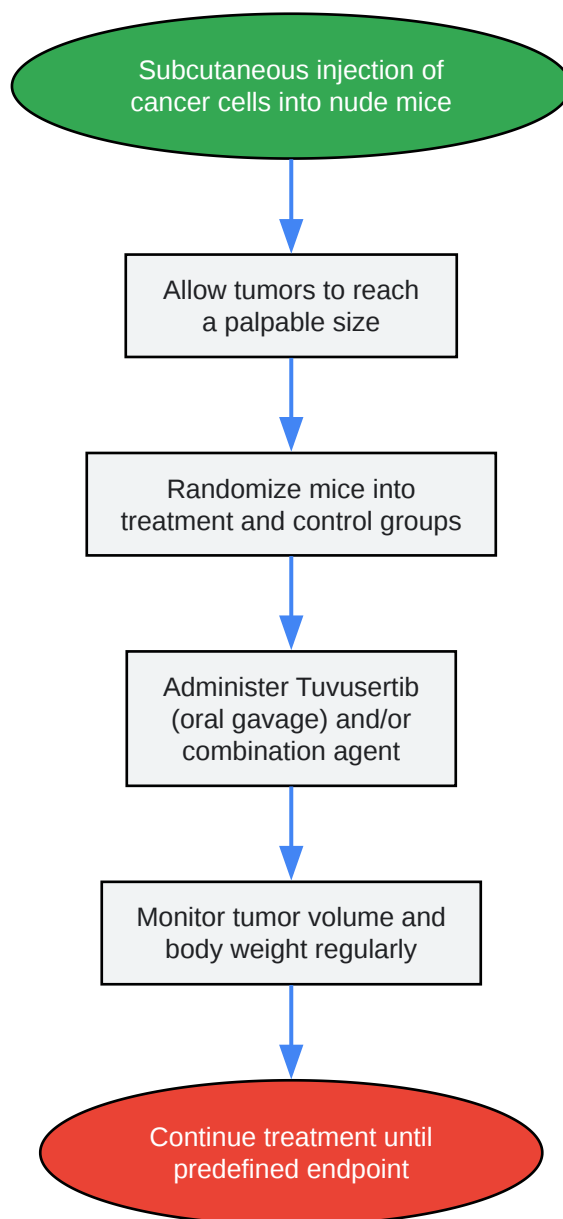 Subcutaneous injection of
cancer cells into nude mice
Allow tumors to reach
a palpable size
Randomize mice into
treatment and control groups
Administer Tuvusertib
(oral gavage) and/or
combination agent
Monitor tumor volume and
body weight regularly
Continue treatment until
predefined endpoint